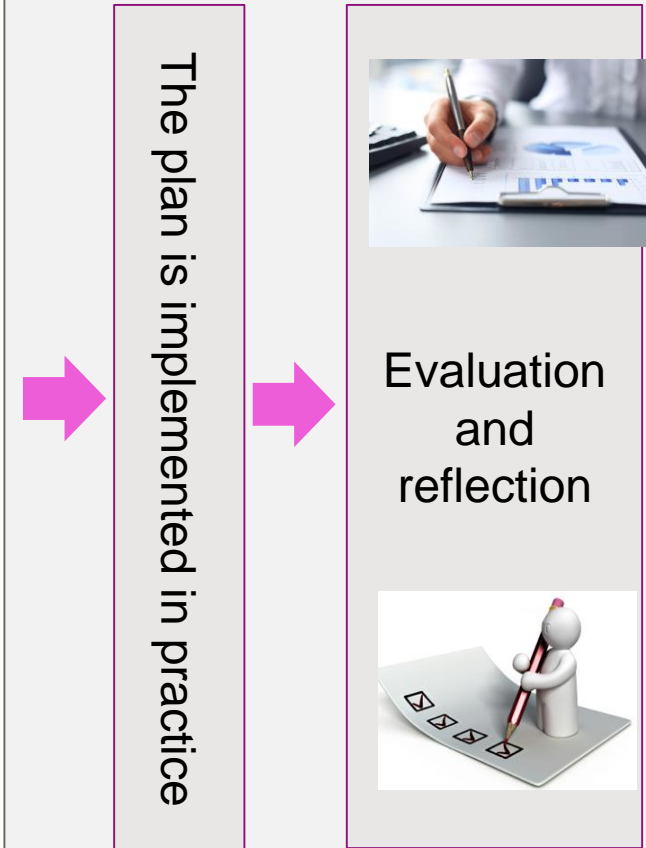 The plan is implemented in practice
Evaluation
and
reflection